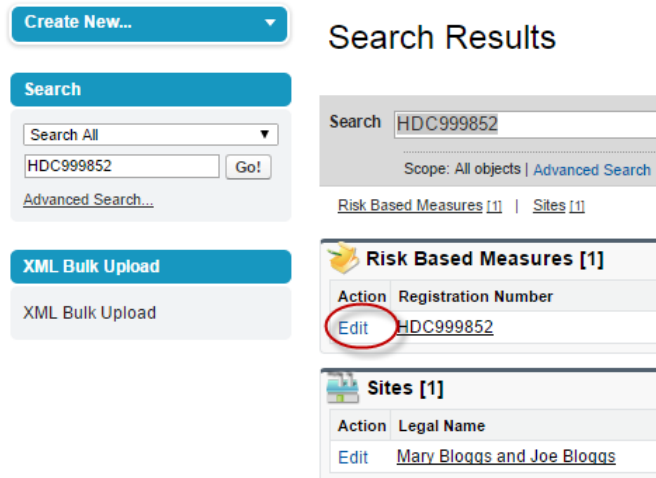 Create New...
Search
Search All
HDC999852 Go!
Advanced Search...
XML Bulk Upload
XML Bulk Upload
Search Results
Search HDC999852
Scope: All objects | Advanced Search
Risk Based Measures [1] | Sites [1]
Risk Based Measures [1]
Action Registration Number
Edit HDC999852
Sites [1]
Action Legal Name
Edit Mary Bloggs and Joe Bloggs